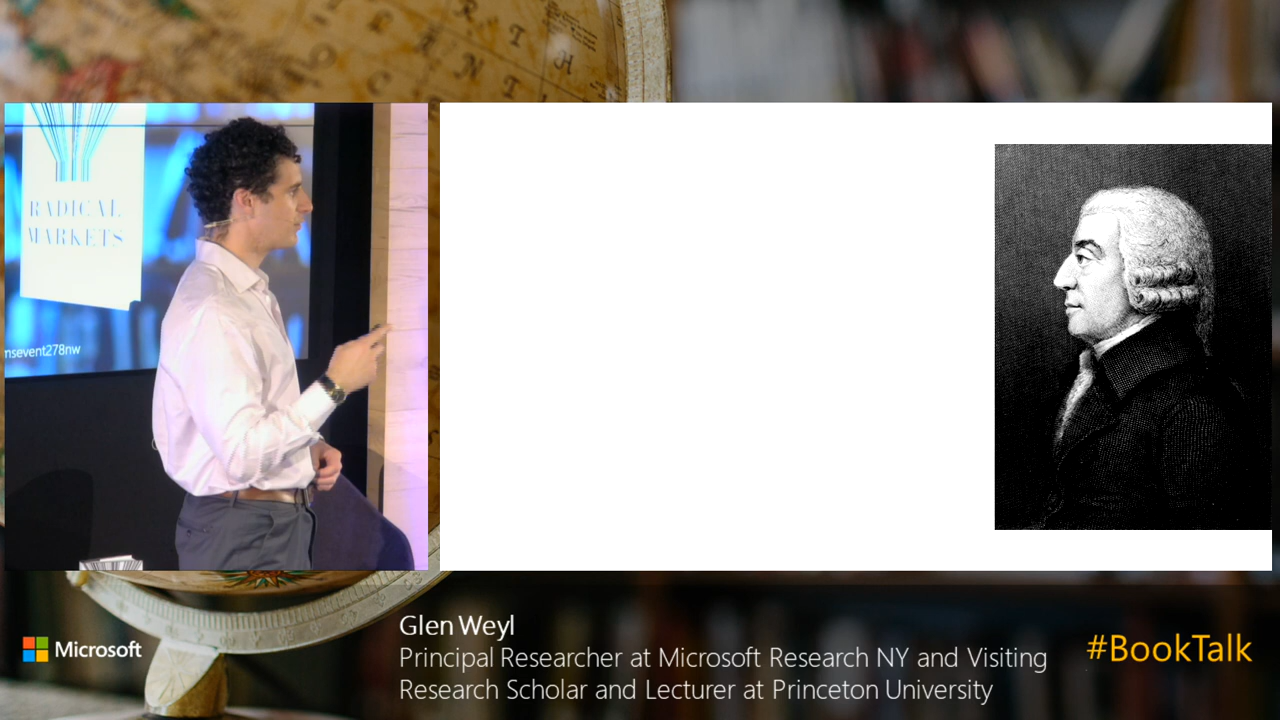 RADICAL
MARKETS
msevent278nw
Microsoft
Glen Weyl
Principal Researcher at Microsoft Research NY and Visiting
Research Scholar and Lecturer at Princeton University
#BookTalk